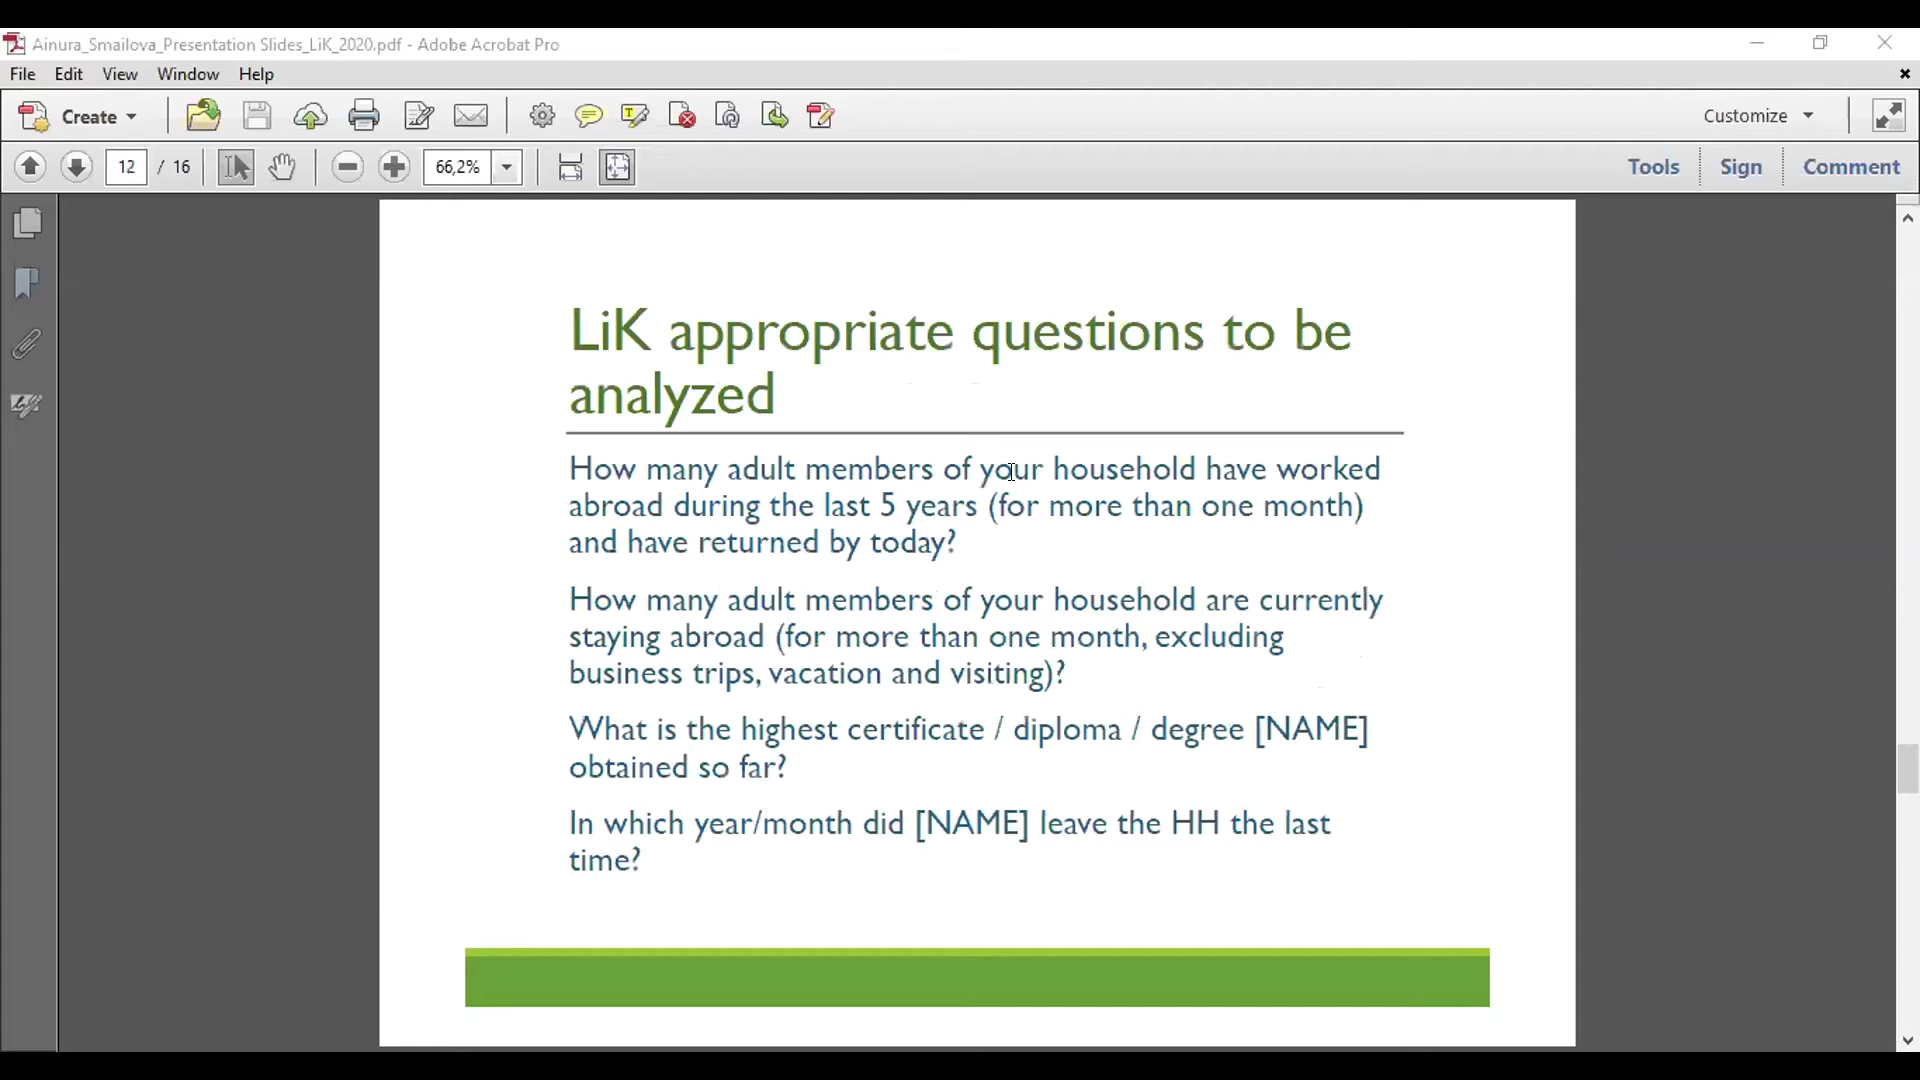 Ainura_Smailova_Presentation Slides_LiK_2020.pdf - Adobe Acrobat Pro
File Edit View Window Help
Create Customize
12 / 16 66,2% Tools Sign Comment
LiK appropriate questions to be
analyzed
How many adult members of your household have worked
abroad during the last 5 years (for more than one month)
and have returned by today?
How many adult members of your household are currently
staying abroad (for more than one month, excluding
business trips, vacation and visiting)?
What is the highest certificate / diploma / degree [NAME]
obtained so far?
In which year/month did [NAME] leave the HH the last
time?